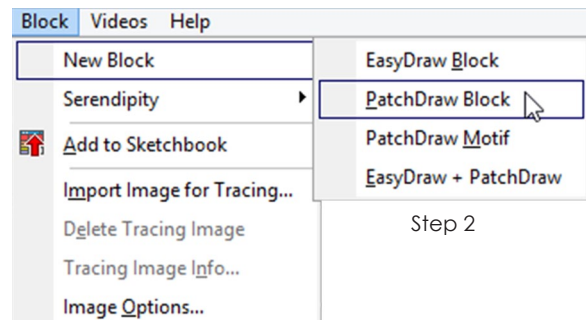 Block Videos Help
New Block
Serendipity
Add to Sketchbook
Import Image for Tracing...
Delete Tracing Image
Tracing Image Info...
Image Options...
EasyDraw Block
PatchDraw Block
PatchDraw Motif
EasyDraw + PatchDraw
Step 2